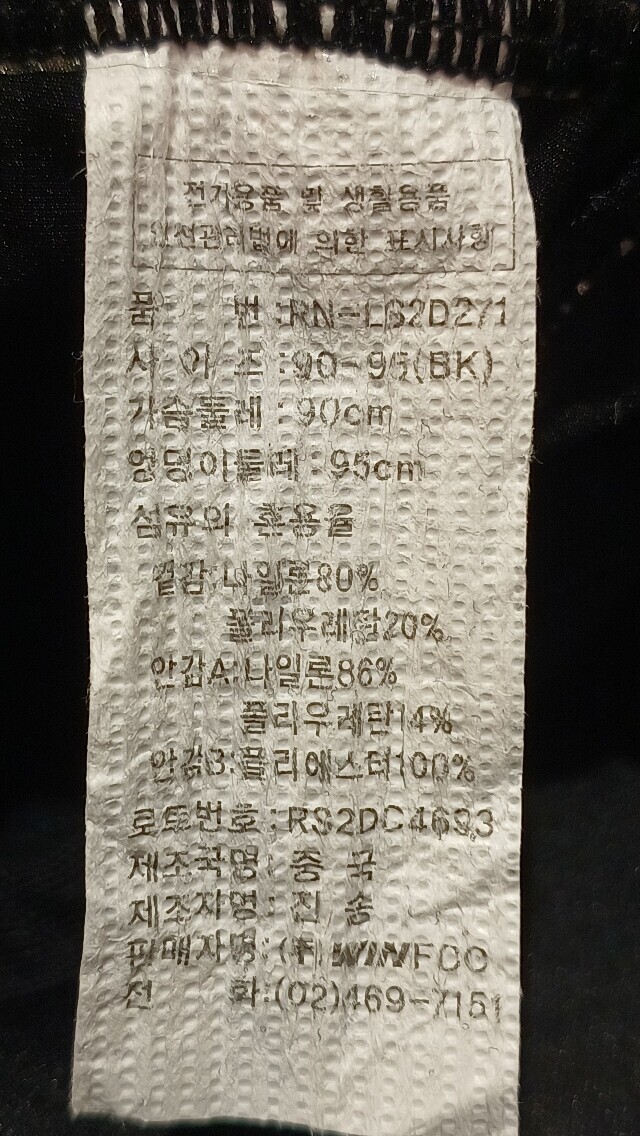 전기용품 및 생활용품
안전관리법에 의한 표시사항
품 번:RN-LS2D271
사 이 즈:90-95(BK)
가슴둘레:90cm
엉덩이둘레:95cm
섬유의 혼용율
겉감:나일론80%
폴리우레탄20%
안감A:나일론86%
폴리우레탄14%
안감B:폴리에스터100%
로트번호:RS2DC4693
제조국명:중 국
제조자명:진 송
판매자명:(주)
전 화:(02)469-7151